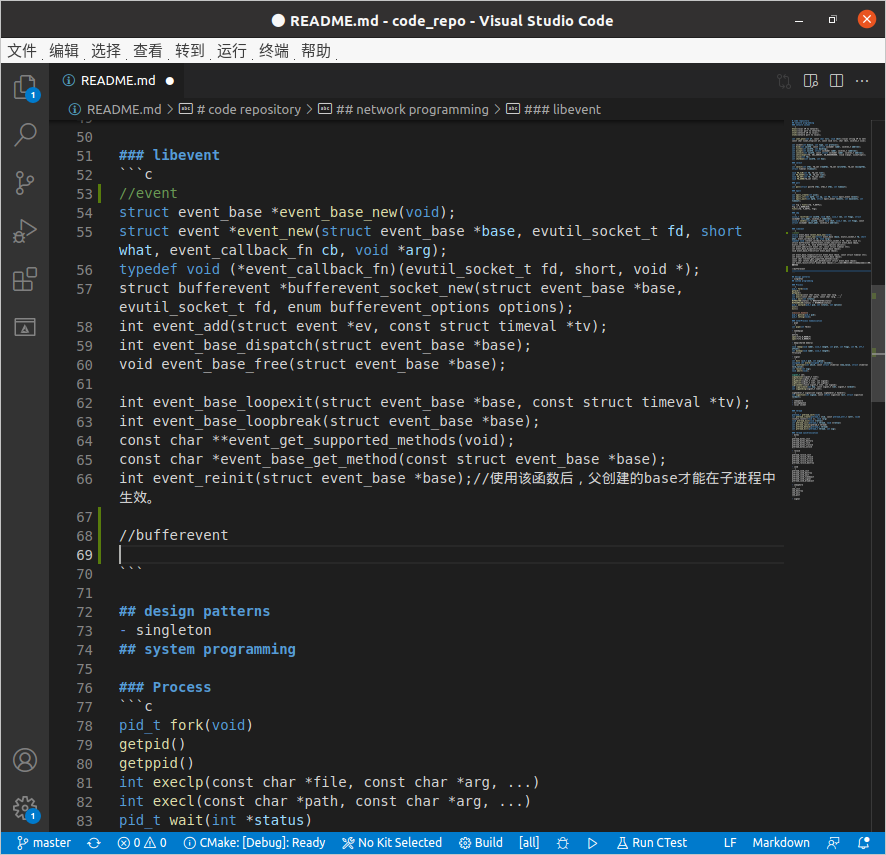 README.md - code_repo - Visual Studio Code
文件 编辑 选择 查看 转到 运行 终端 帮助
README.md
README.md > # code repository > ## network programming > ### libevent
50
51 ### libevent
52 ```c
53 //event
54 struct event_base *event_base_new(void);
55 struct event *event_new(struct event_base *base, evutil_socket_t fd, short
what, event_callback_fn cb, void *arg);
56 typedef void (*event_callback_fn)(evutil_socket_t fd, short, void *);
57 struct bufferevent *bufferevent_socket_new(struct event_base *base,
evutil_socket_t fd, enum bufferevent_options options);
58 int event_add(struct event *ev, const struct timeval *tv);
59 int event_base_dispatch(struct event_base *base);
60 void event_base_free(struct event_base *base);
61
62 int event_base_loopexit(struct event_base *base, const struct timeval *tv);
63 int event_base_loopbreak(struct event_base *base);
64 const char **event_get_supported_methods(void);
65 const char *event_base_get_method(const struct event_base *base);
66 int event_reinit(struct event_base *base);//使用该函数后，父创建的base才能在子进程中
生效。
67
68 //bufferevent
69
70 ```
71
72 ## design patterns
73 - singleton
74 ## system programming
75
76 ### Process
77 ```c
78 pid_t fork(void)
79 getpid()
80 getppid()
81 int execlp(const char *file, const char *arg, ...)
82 int execl(const char *path, const char *arg, ...)
83 pid_t wait(int *status)
1
1
master 0 0 CMake: [Debug]: Ready No Kit Selected Build [all] Run CTest LF Markdown